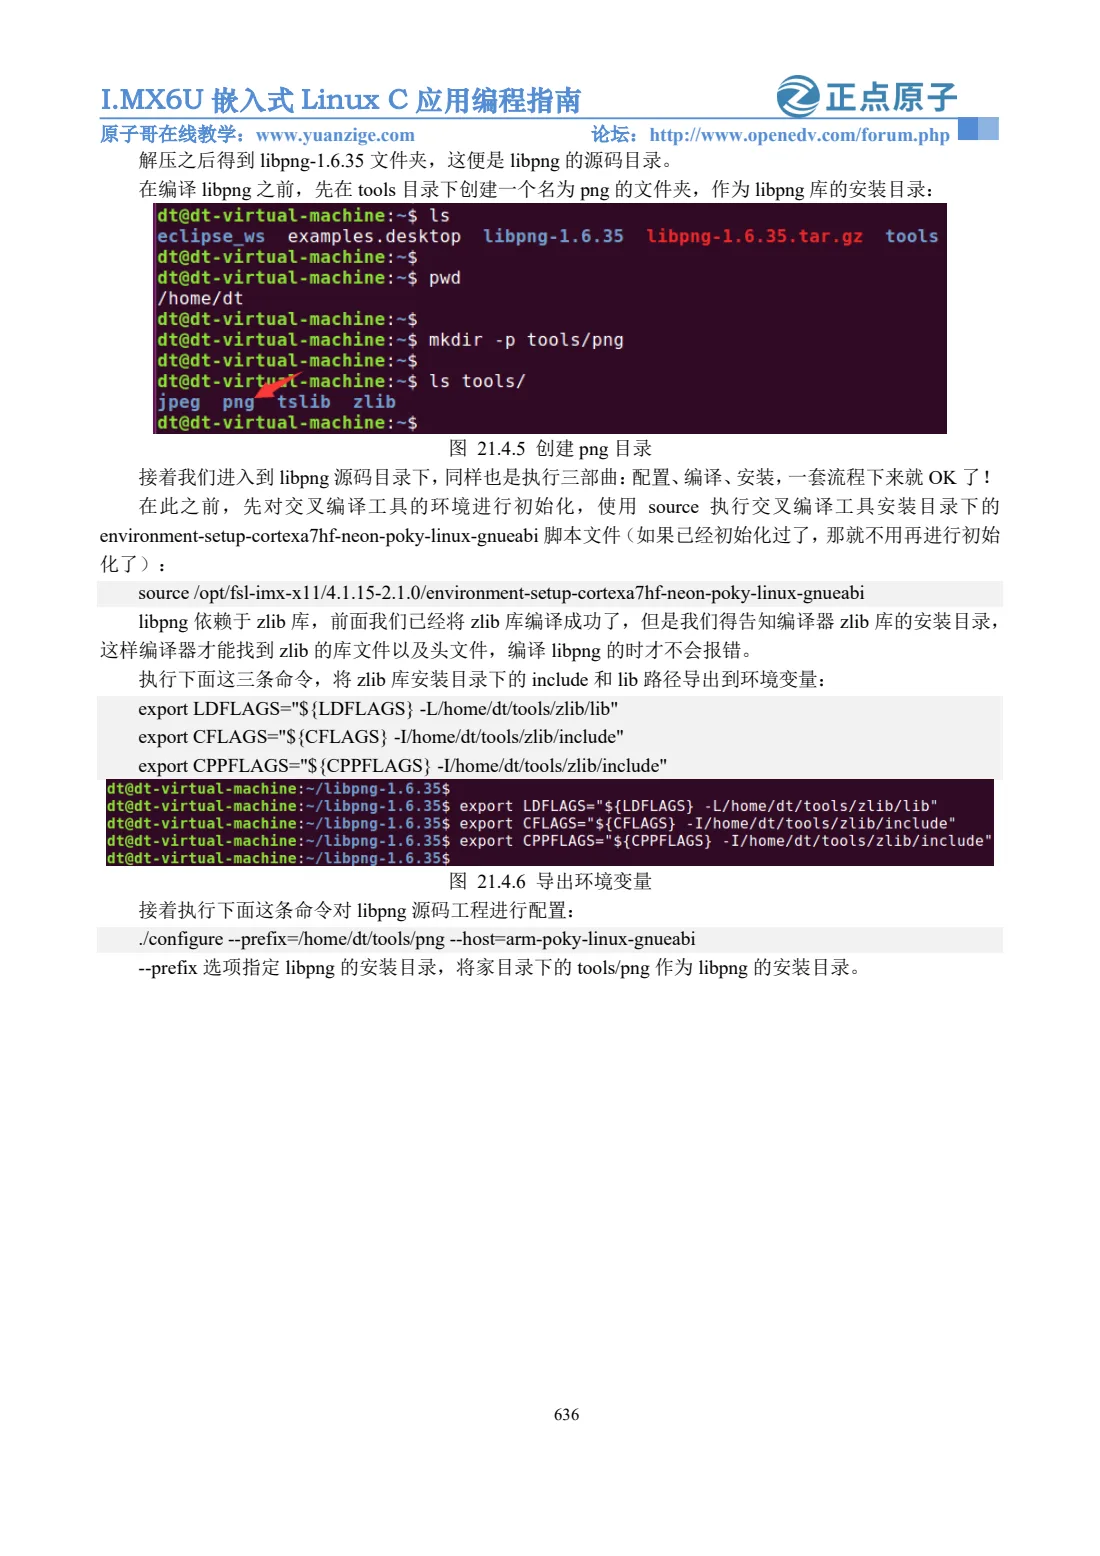 I.MX6U 嵌入式 Linux C 应用编程指南
正点原子
原子哥在线教学：www.yuanzige.com 论坛：http://www.openedv.com/forum.php
解压之后得到 libpng-1.6.35 文件夹，这便是 libpng 的源码目录。
在编译 libpng 之前，先在 tools 目录下创建一个名为 png 的文件夹，作为 libpng 库的安装目录：
dt@dt-virtual-machine:~$ ls
eclipse_ws examples.desktop libpng-1.6.35 libpng-1.6.35.tar.gz tools
dt@dt-virtual-machine:~$
dt@dt-virtual-machine:~$ pwd
/home/dt
dt@dt-virtual-machine:~$
dt@dt-virtual-machine:~$ mkdir -p tools/png
dt@dt-virtual-machine:~$
dt@dt-virtual-machine:~$ ls tools/
jpeg png tslib zlib
dt@dt-virtual-machine:~$
图 21.4.5 创建 png 目录
接着我们进入到 libpng 源码目录下，同样也是执行三部曲：配置、编译、安装，一套流程下来就 OK 了！
在此之前，先对交叉编译工具的环境进行初始化，使用 source 执行交叉编译工具安装目录下的
environment-setup-cortexa7hf-neon-poky-linux-gnueabi 脚本文件（如果已经初始化过了，那就不用再进行初始
化了）：
source /opt/fsl-imx-x11/4.1.15-2.1.0/environment-setup-cortexa7hf-neon-poky-linux-gnueabi
libpng 依赖于 zlib 库，前面我们已经将 zlib 库编译成功了，但是我们得告知编译器 zlib 库的安装目录，
这样编译器才能找到 zlib 的库文件以及头文件，编译 libpng 的时才不会报错。
执行下面这三条命令，将 zlib 库安装目录下的 include 和 lib 路径导出到环境变量：
export LDFLAGS="${LDFLAGS} -L/home/dt/tools/zlib/lib"
export CFLAGS="${CFLAGS} -I/home/dt/tools/zlib/include"
export CPPFLAGS="${CPPFLAGS} -I/home/dt/tools/zlib/include"
dt@dt-virtual-machine:~/libpng-1.6.35$
dt@dt-virtual-machine:~/libpng-1.6.35$ export LDFLAGS="${LDFLAGS} -L/home/dt/tools/zlib/lib"
dt@dt-virtual-machine:~/libpng-1.6.35$ export CFLAGS="${CFLAGS} -I/home/dt/tools/zlib/include"
dt@dt-virtual-machine:~/libpng-1.6.35$ export CPPFLAGS="${CPPFLAGS} -I/home/dt/tools/zlib/include"
dt@dt-virtual-machine:~/libpng-1.6.35$
图 21.4.6 导出环境变量
接着执行下面这条命令对 libpng 源码工程进行配置：
./configure --prefix=/home/dt/tools/png --host=arm-poky-linux-gnueabi
--prefix 选项指定 libpng 的安装目录，将家目录下的 tools/png 作为 libpng 的安装目录。
636